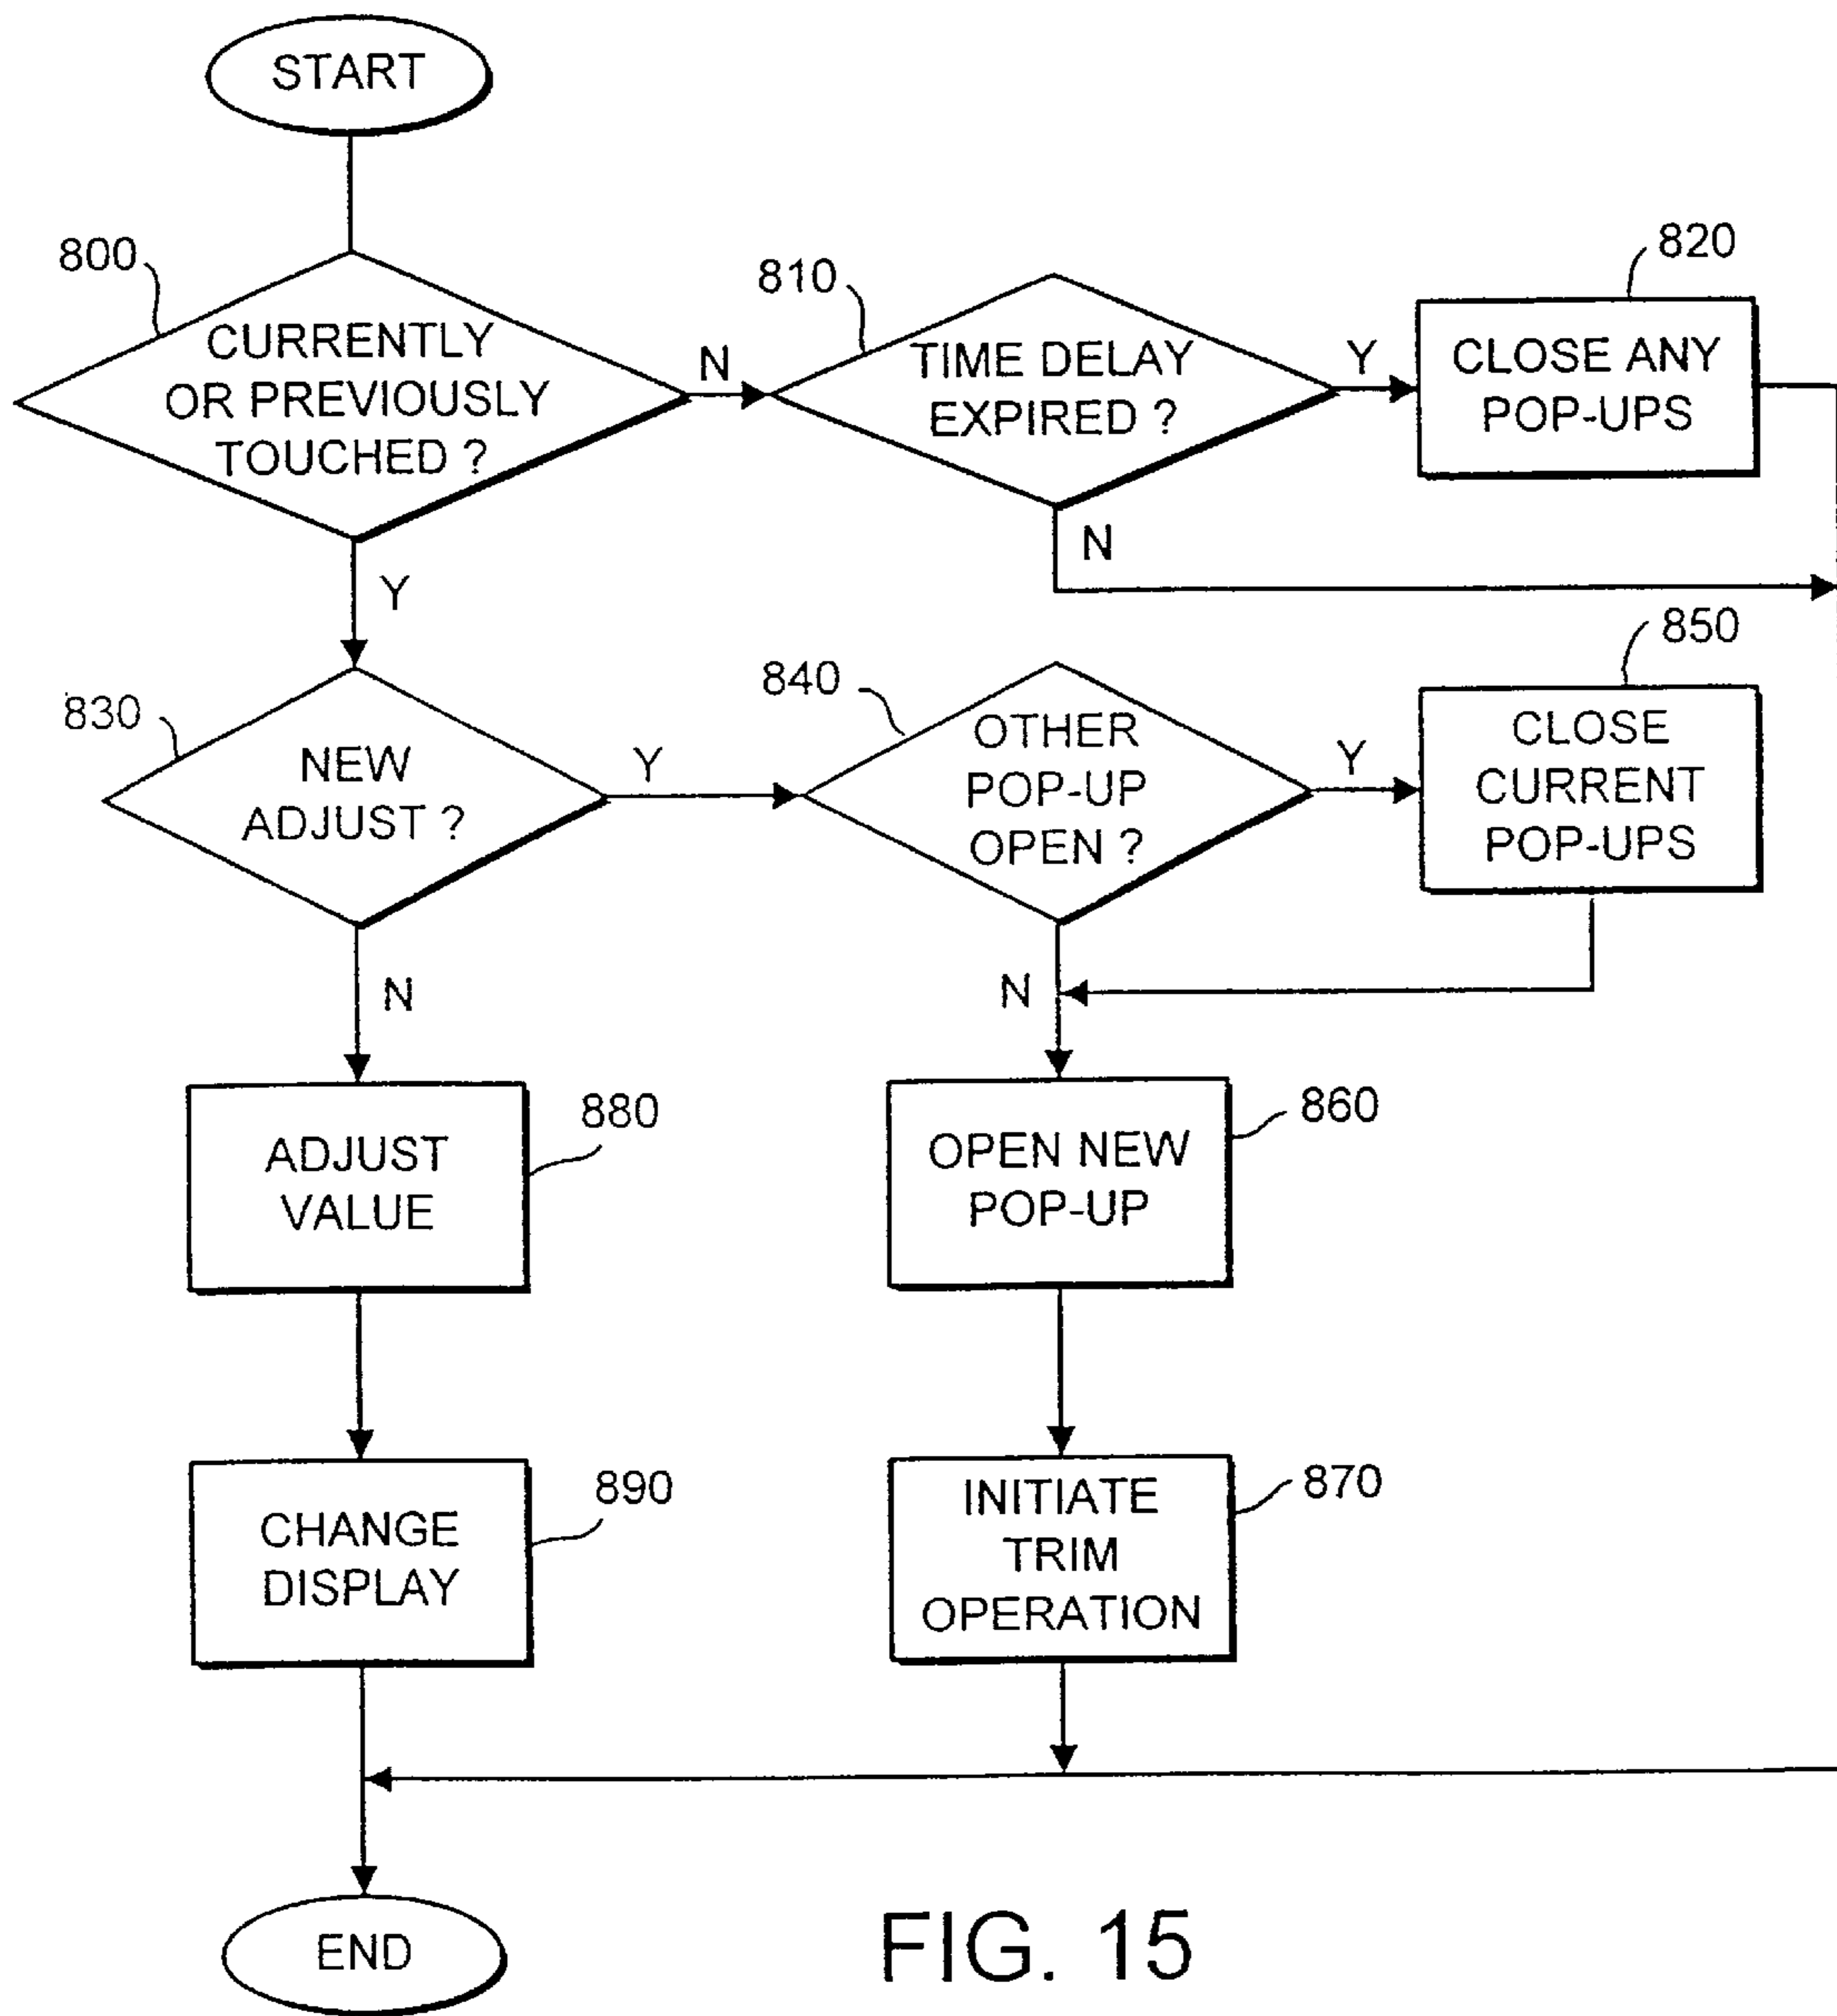 START
800
CURRENTLY
OR PREVIOUSLY
TOUCHED ?
N
Y
810
TIME DELAY
EXPIRED ?
Y
N
820
CLOSE ANY
POP-UPS
830
NEW
ADJUST ?
Y
N
840
OTHER
POP-UP
OPEN ?
Y
N
850
CLOSE
CURRENT
POP-UPS
880
ADJUST
VALUE
860
OPEN NEW
POP-UP
890
CHANGE
DISPLAY
870
INITIATE
TRIM
OPERATION
END
FIG. 15